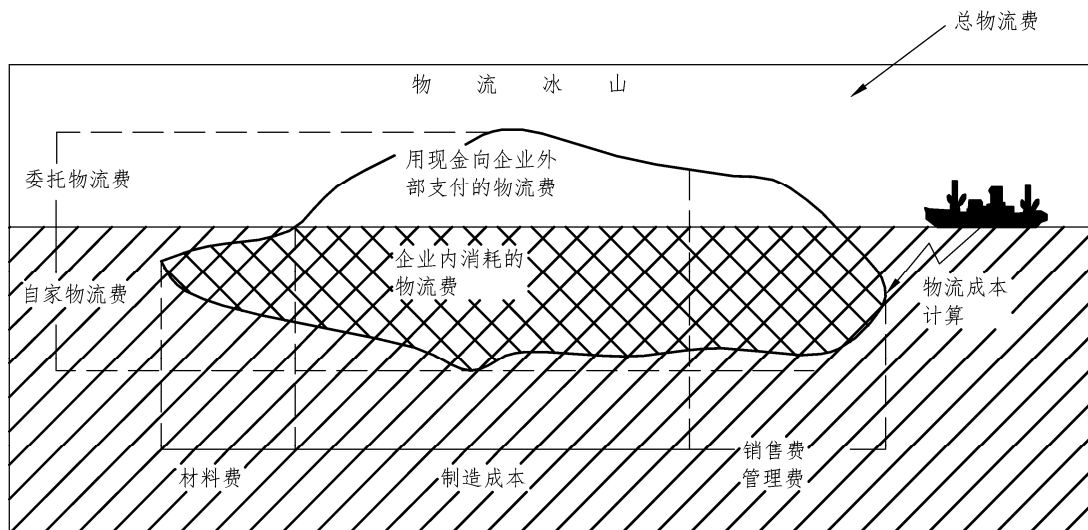 总物流费
物流冰山
用现金向企业外
部支付的物流费
委托物流费
企业内消耗的
物流费
自家物流费
物流成本
计算
材料费
制造成本
销售费
管理费